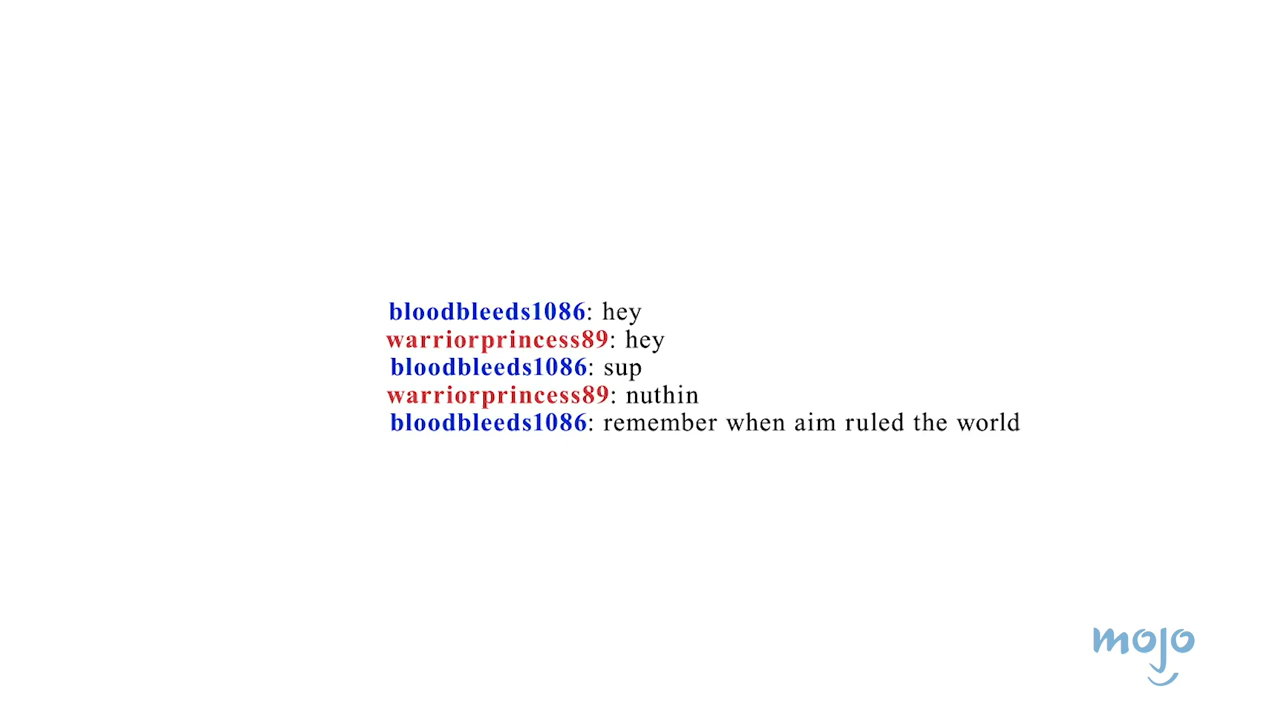 bloodbleeds1086: hey
warriorprincess89: hey
bloodbleeds1086: sup
warriorprincess89: nuthin
bloodbleeds1086: remember when aim ruled the world
mojo